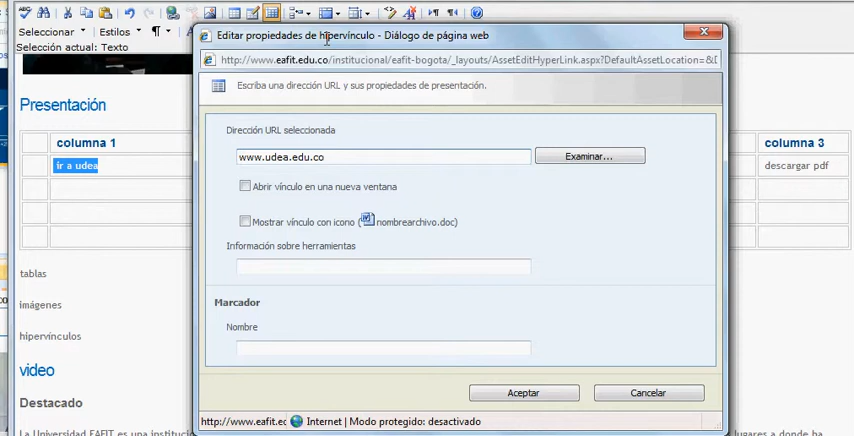 Editar propiedades de hipervínculo - Diálogo de página web
Seleccionar
Estilos
Selección actual: Texto
http://www.eafit.edu.co/institucional/eafit-bogota/_layouts/AssetEditHyperLink.aspx?DefaultAssetLocation=&
Escriba una dirección URL y sus propiedades de presentación.
Presentación
columna 1
columna 3
ir a udea
descargar pdf
Dirección URL seleccionada
www.udea.edu.co
Examinar...
Abrir vínculo en una nueva ventana
Mostrar vínculo con icono (nombrearchivo.doc)
Información sobre herramientas
Marcador
Nombre
tablas
imágenes
hipervínculos
video
Destacado
Aceptar
Cancelar
http://www.eafit.ec
Internet | Modo protegido: desactivado
La Universidad EAFIT es una institució
lugares a donde ha